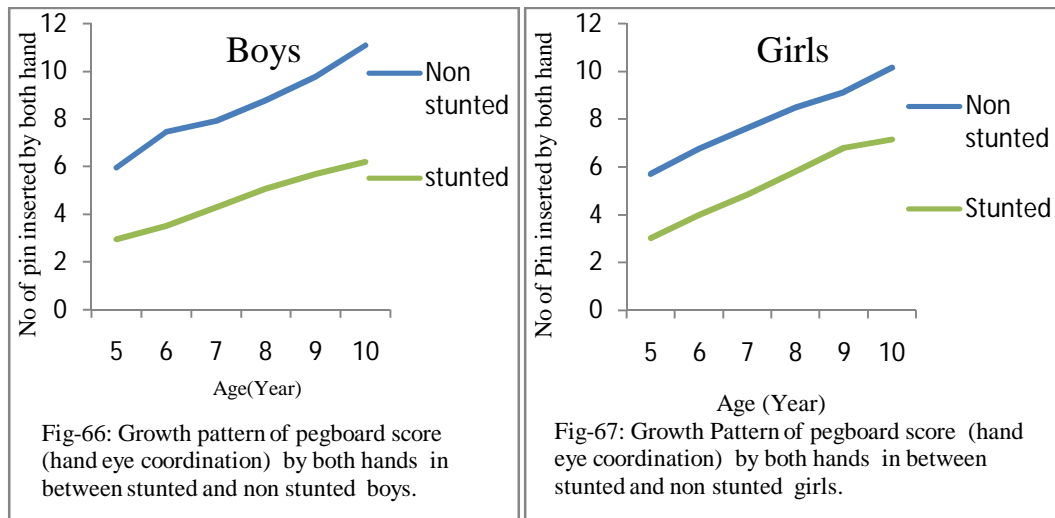 Boys
No of pin inserted by both hand
12
10
8
6
4
2
0
5 6 7 8 9 10
Age(Year)
Non
stunted
stunted
Fig-66: Growth pattern of pegboard score
(hand eye coordination) by both hands in
between stunted and non stunted boys.
Girls
No of Pin inserted by both hand
12
10
8
6
4
2
0
5 6 7 8 9 10
Age (Year)
Non
stunted
Stunted
Fig-67: Growth Pattern of pegboard score (hand
eye coordination) by both hands in between
stunted and non stunted girls.